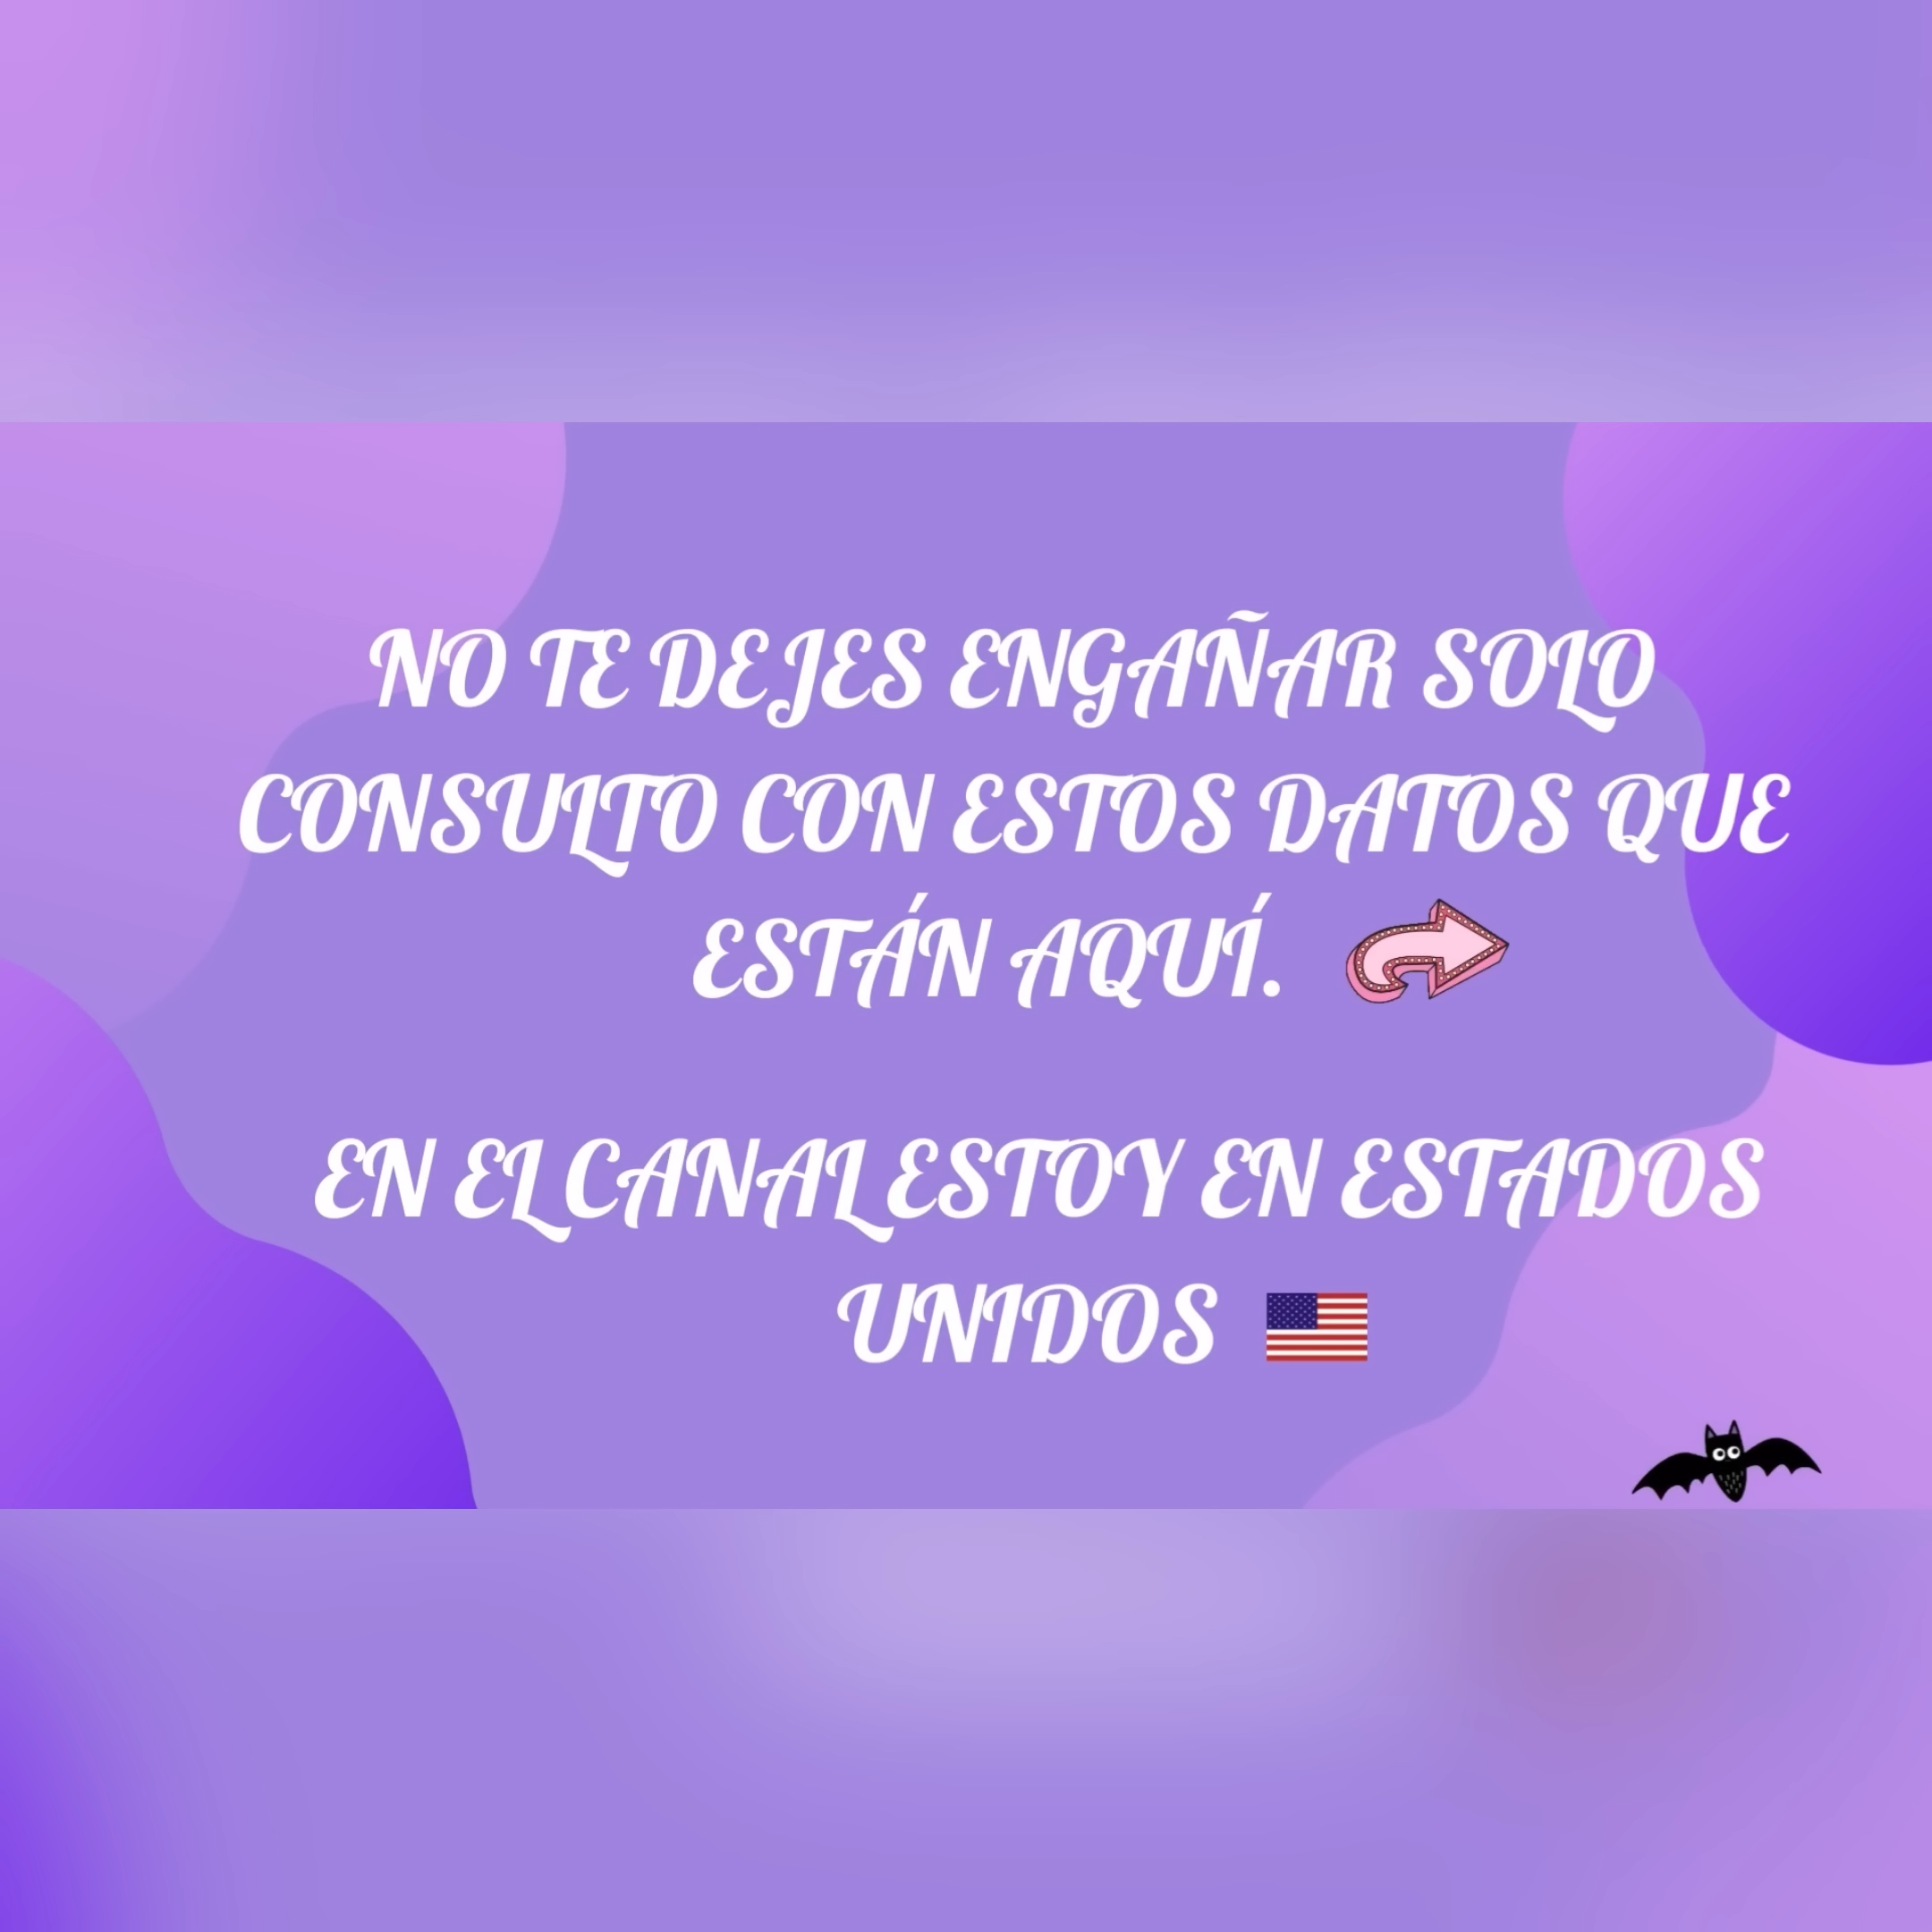 NO TE DEJES ENGAÑAR SOLO
CONSULTO CON ESTOS DATOS QUE
ESTÁN AQUÍ.
EN EL CANAL ESTOY EN ESTADOS
UNIDOS